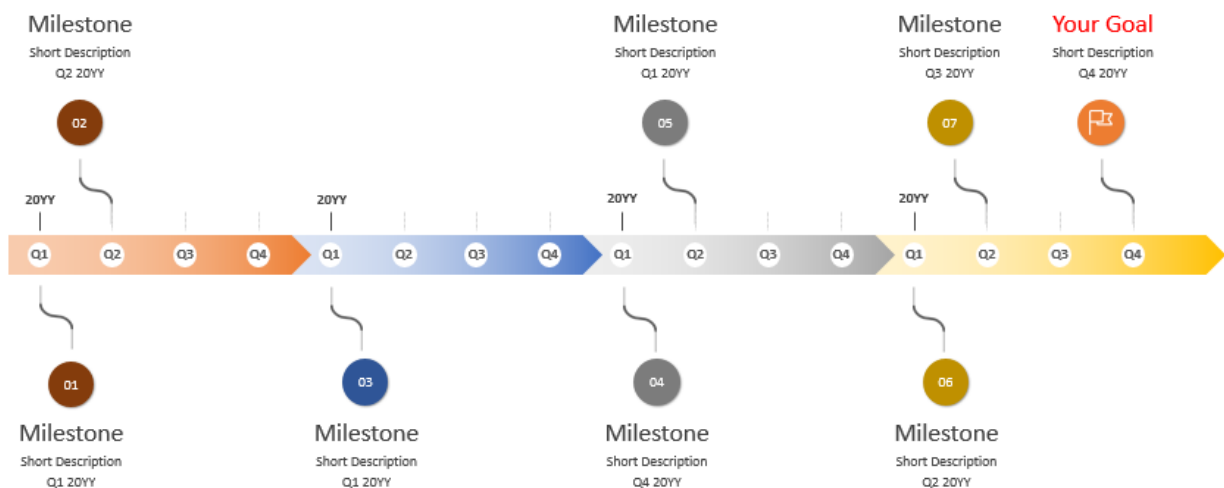 Milestone
Short Description
Q2 20YY
Milestone
Short Description
Q1 20YY
Milestone
Short Description
Q3 20YY
Your Goal
Short Description
Q4 20YY
02
05
07
20YY
20YY
20YY
20YY
Q1 Q2 Q3 Q4 Q1 Q2 Q3 Q4 Q1 Q2 Q3 Q4 Q1 Q2 Q3 Q4
01
03
04
06
Milestone
Short Description
Q1 20YY
Milestone
Short Description
Q1 20YY
Milestone
Short Description
Q4 20YY
Milestone
Short Description
Q2 20YY